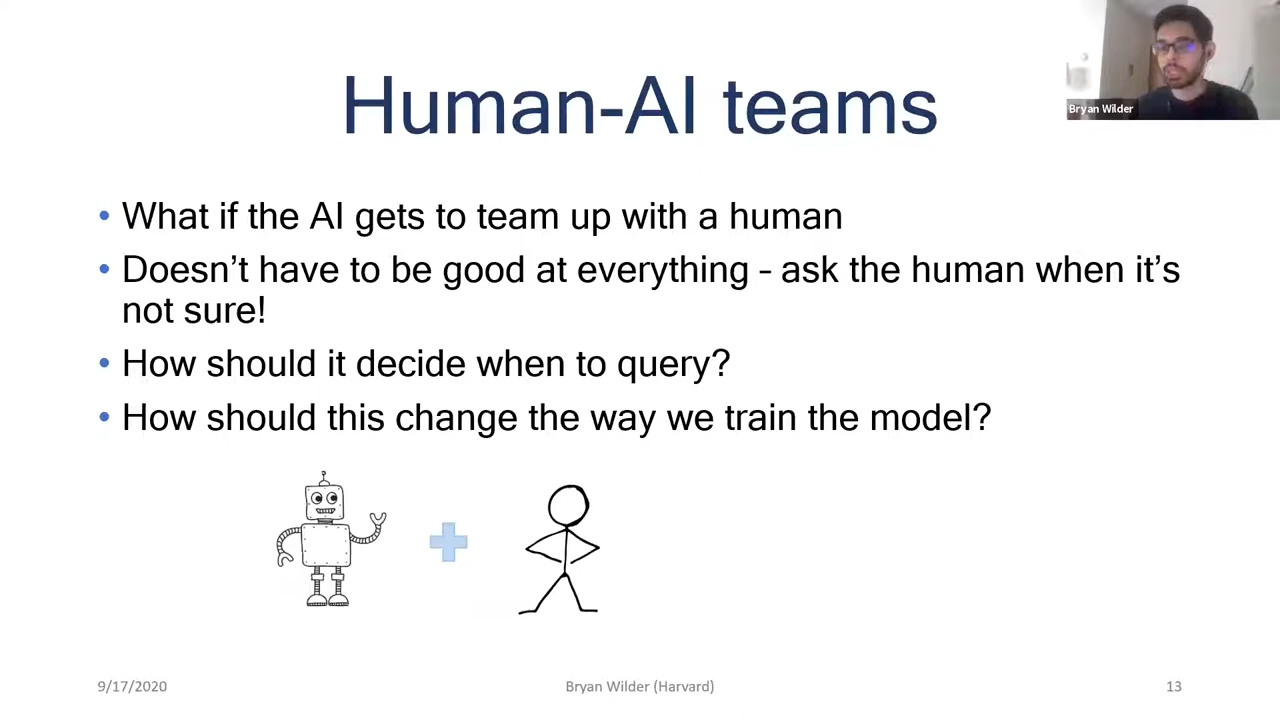 Human-AI teams
Bryan Wilder
• What if the AI gets to team up with a human
• Doesn't have to be good at everything - ask the human when it's
not sure!
• How should it decide when to query?
• How should this change the way we train the model?
9/17/2020
Bryan Wilder (Harvard)
13